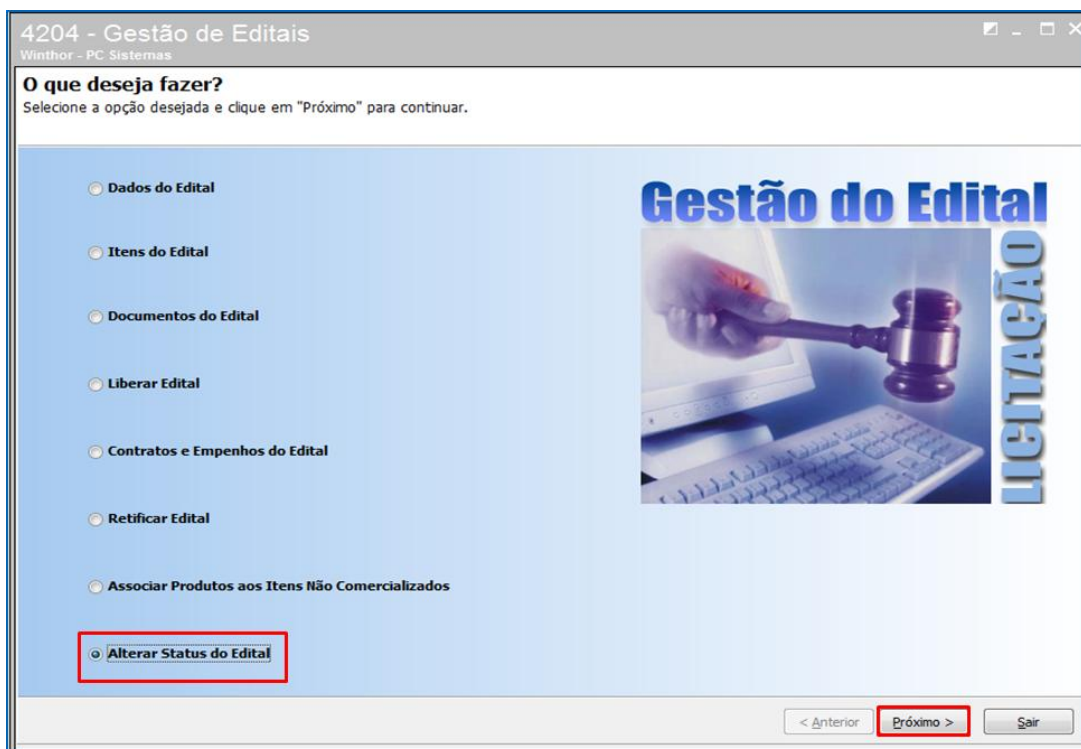 4204 - Gestão de Editais
Winthor - PC Sistemas
O que deseja fazer?
Selecione a opção desejada e clique em "Próximo" para continuar.
Dados do Edital
Itens do Edital
Documentos do Edital
Liberar Edital
Contratos e Empenhos do Edital
Retificar Edital
Associar Produtos aos Itens Não Comercializados
Alterar Status do Edital
Gestão do Edital
LICITAÇÃO
< Anterior
Próximo >
Sair